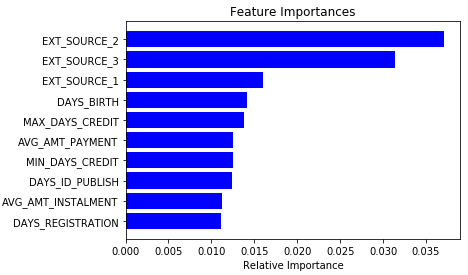 Feature Importances
EXT_SOURCE_2
EXT_SOURCE_3
EXT_SOURCE_1
DAYS_BIRTH
MAX_DAYS_CREDIT
AVG_AMT_PAYMENT
MIN_DAYS_CREDIT
DAYS_ID_PUBLISH
AVG_AMT_INSTALMENT
DAYS_REGISTRATION
0.000 0.005 0.010 0.015 0.020 0.025 0.030 0.035
Relative Importance